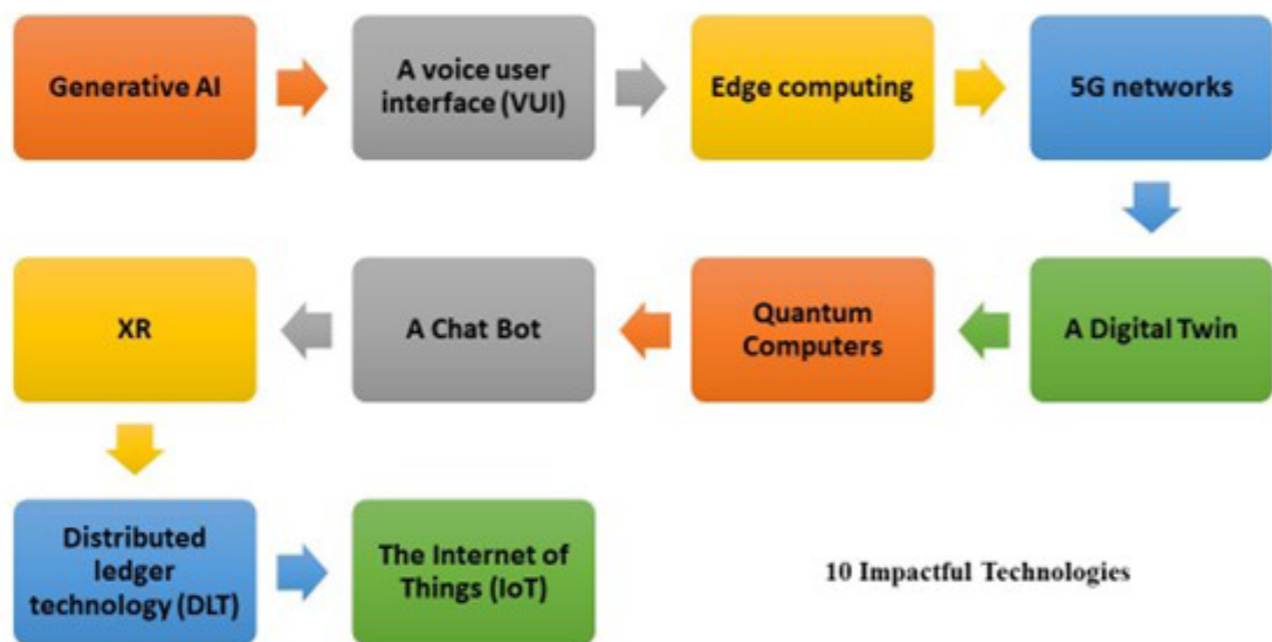 Generative AI
A voice user
interface (VUI)
Edge computing
5G networks
A Digital Twin
Quantum
Computers
A Chat Bot
XR
Distributed
ledger
technology (DLT)
The Internet of
Things (IoT)
10 Impactful Technologies